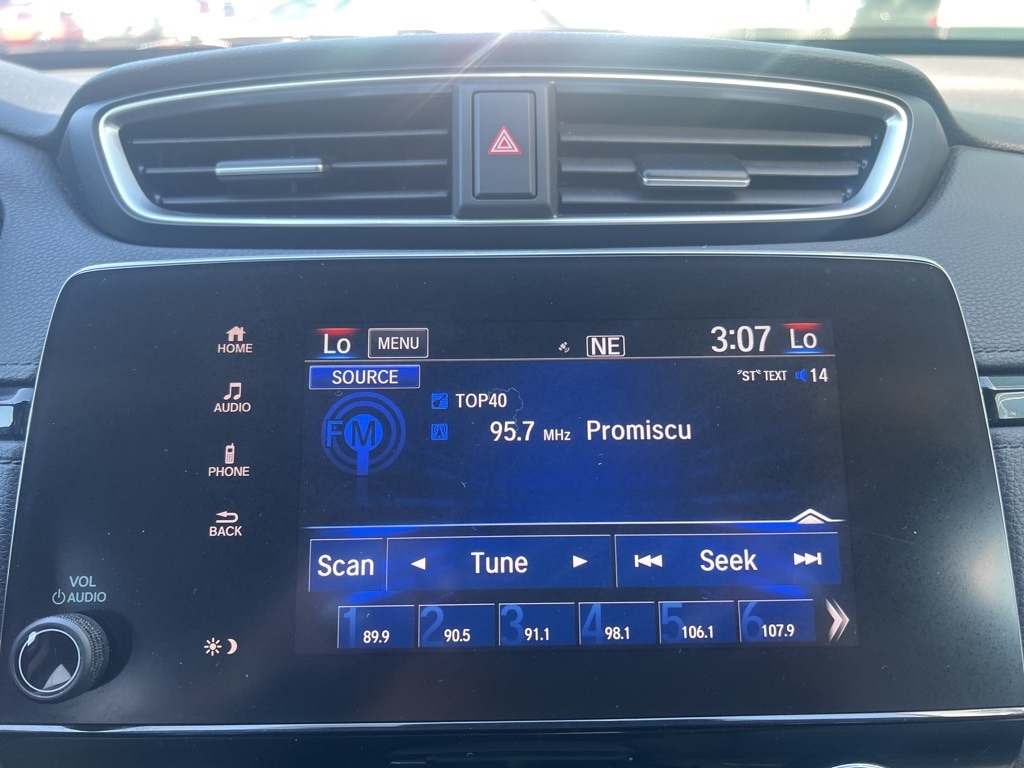 HOME
AUDIO
PHONE
BACK
VOL
AUDIO
Lo MENU NE 3:07 Lo
SOURCE "ST" TEXT 14
FM TOP40
95.7 MHz Promiscu
Scan Tune Seek
1 89.9 2 90.5 3 91.1 4 98.1 5 106.1 6 107.9